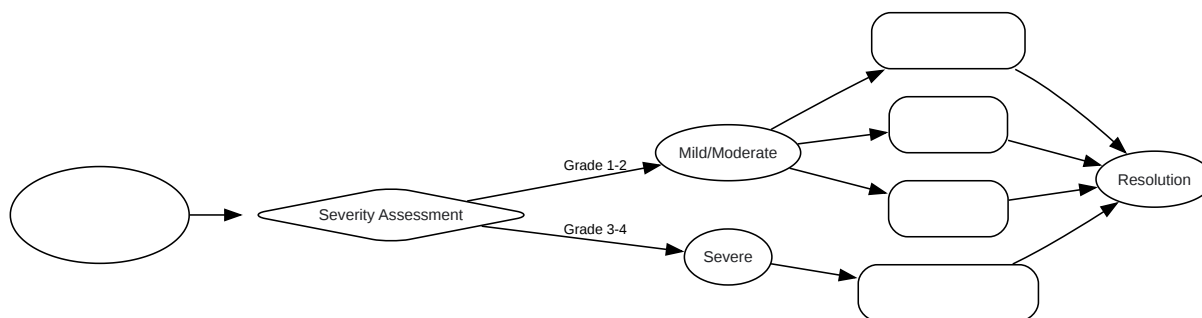 Severity Assessment
Grade 1-2
Grade 3-4
Mild/Moderate
Severe
Resolution